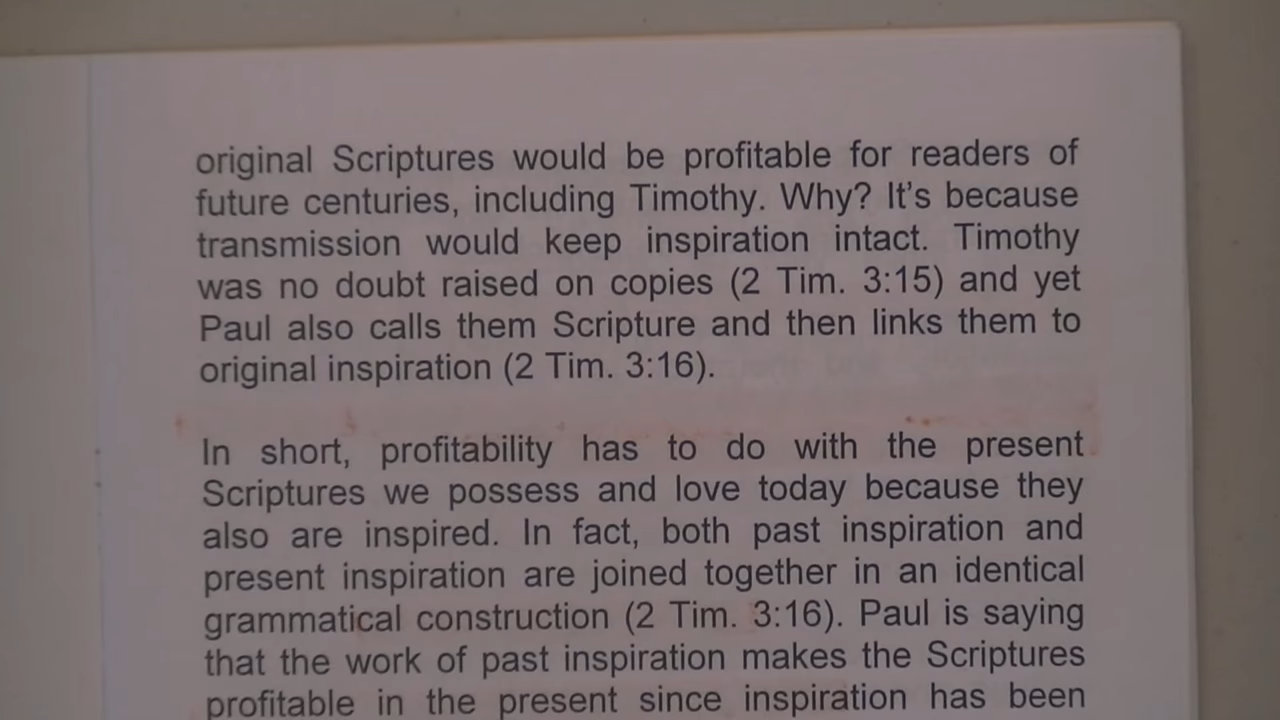 original Scriptures would be profitable for readers of
future centuries, including Timothy. Why? It’s because
transmission would keep inspiration intact. Timothy
was no doubt raised on copies (2 Tim. 3:15) and yet
Paul also calls them Scripture and then links them to
original inspiration (2 Tim. 3:16).
In short, profitability has to do with the present
Scriptures we possess and love today because they
also are inspired. In fact, both past inspiration and
present inspiration are joined together in an identical
grammatical construction (2 Tim. 3:16). Paul is saying
that the work of past inspiration makes the Scriptures
profitable in the present since inspiration has been